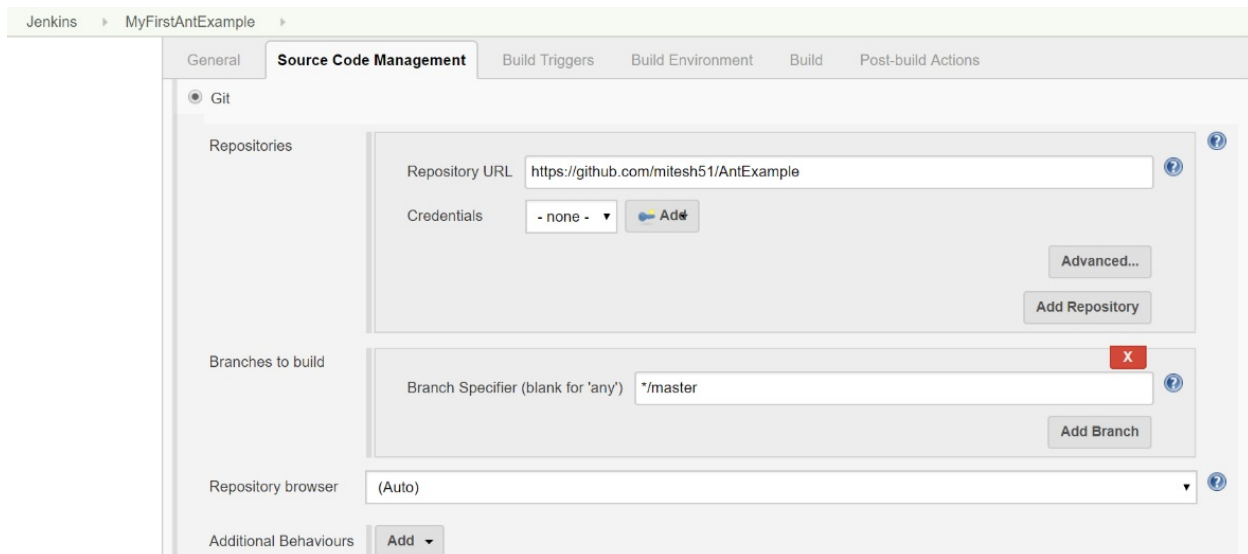 Jenkins MyFirstAntExample
General Source Code Management Build Triggers Build Environment Build Post-build Actions
Git
Repositories
Repository URL https://github.com/mitesh51/AntExample
Credentials - none - Add
Advanced...
Add Repository
Branches to build
X
Branch Specifier (blank for 'any') */master
Add Branch
Repository browser (Auto)
Additional Behaviours Add